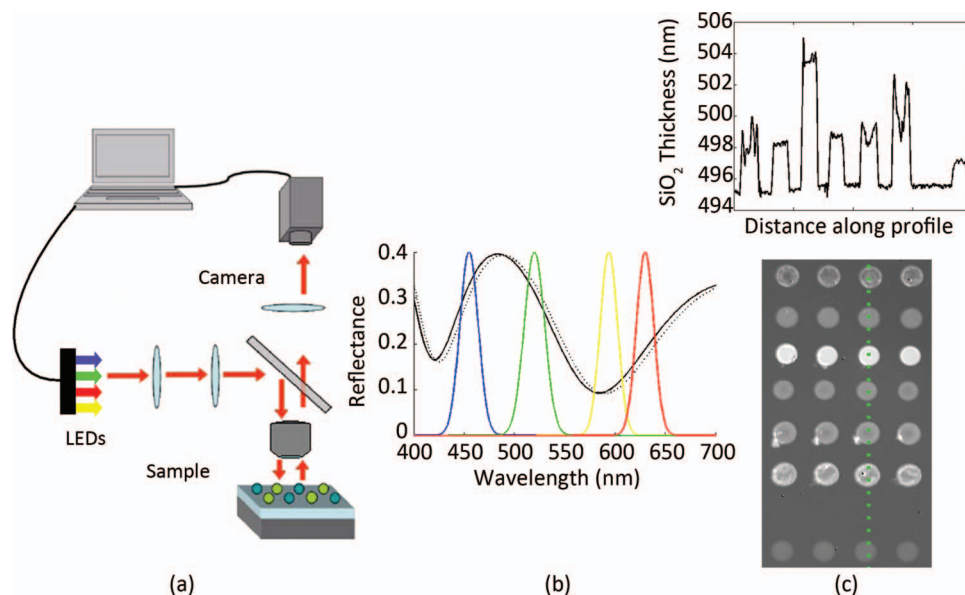 Camera
LEDs
Sample
(a)
Reflectance
0.4
0.3
0.2
0.1
0
400 450 500 550 600 650 700
Wavelength (nm)
(b)
SiO2 Thickness (nm)
506
504
502
500
498
496
494
Distance along profile
(c)